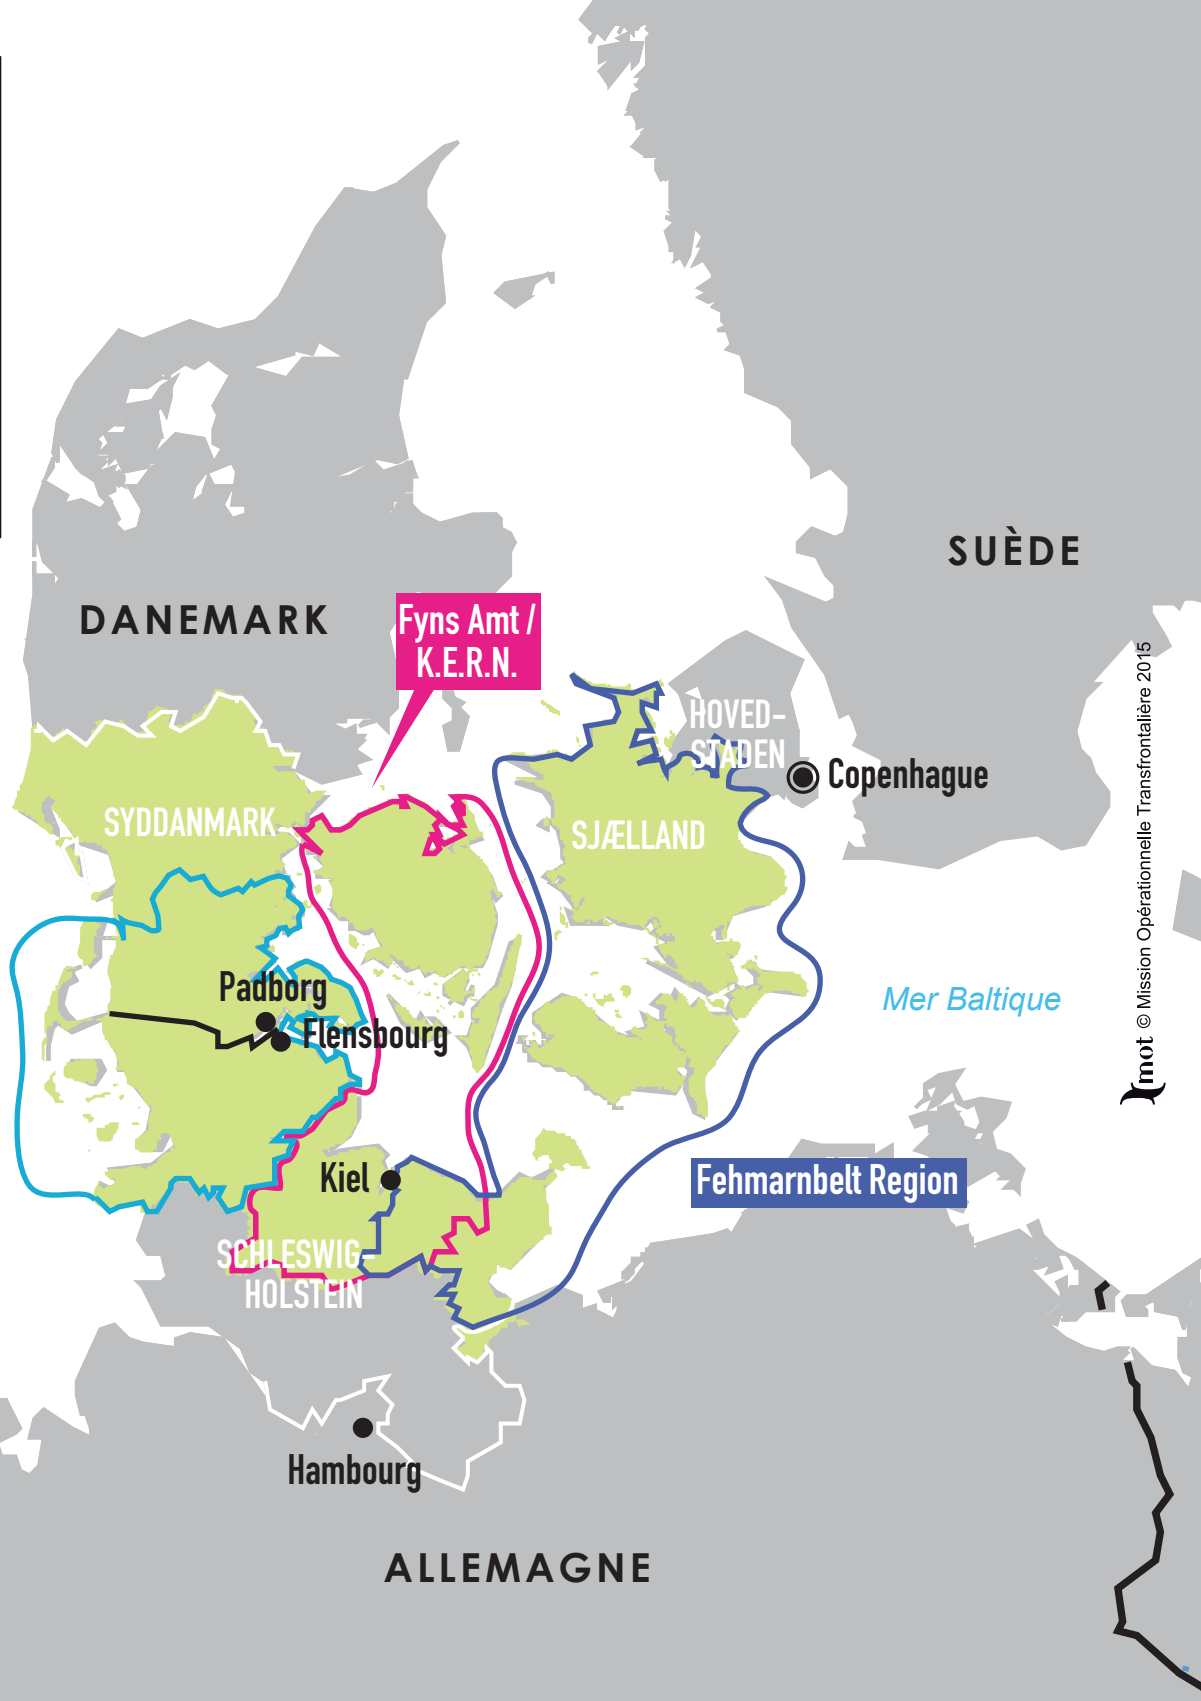 SUÈDE
DANEMARK
Fyns Amt /
K.E.R.N.
HOVED-
STADEN
Copenhague
SYDDANMARK
SJÆLLAND
Padborg
Flensbourg
Mer Baltique
mot © Mission Opérationnelle Transfrontalière 2015
Kiel
Fehmarnbelt Region
SCHLESWIG-
HOLSTEIN
Hambourg
ALLEMAGNE